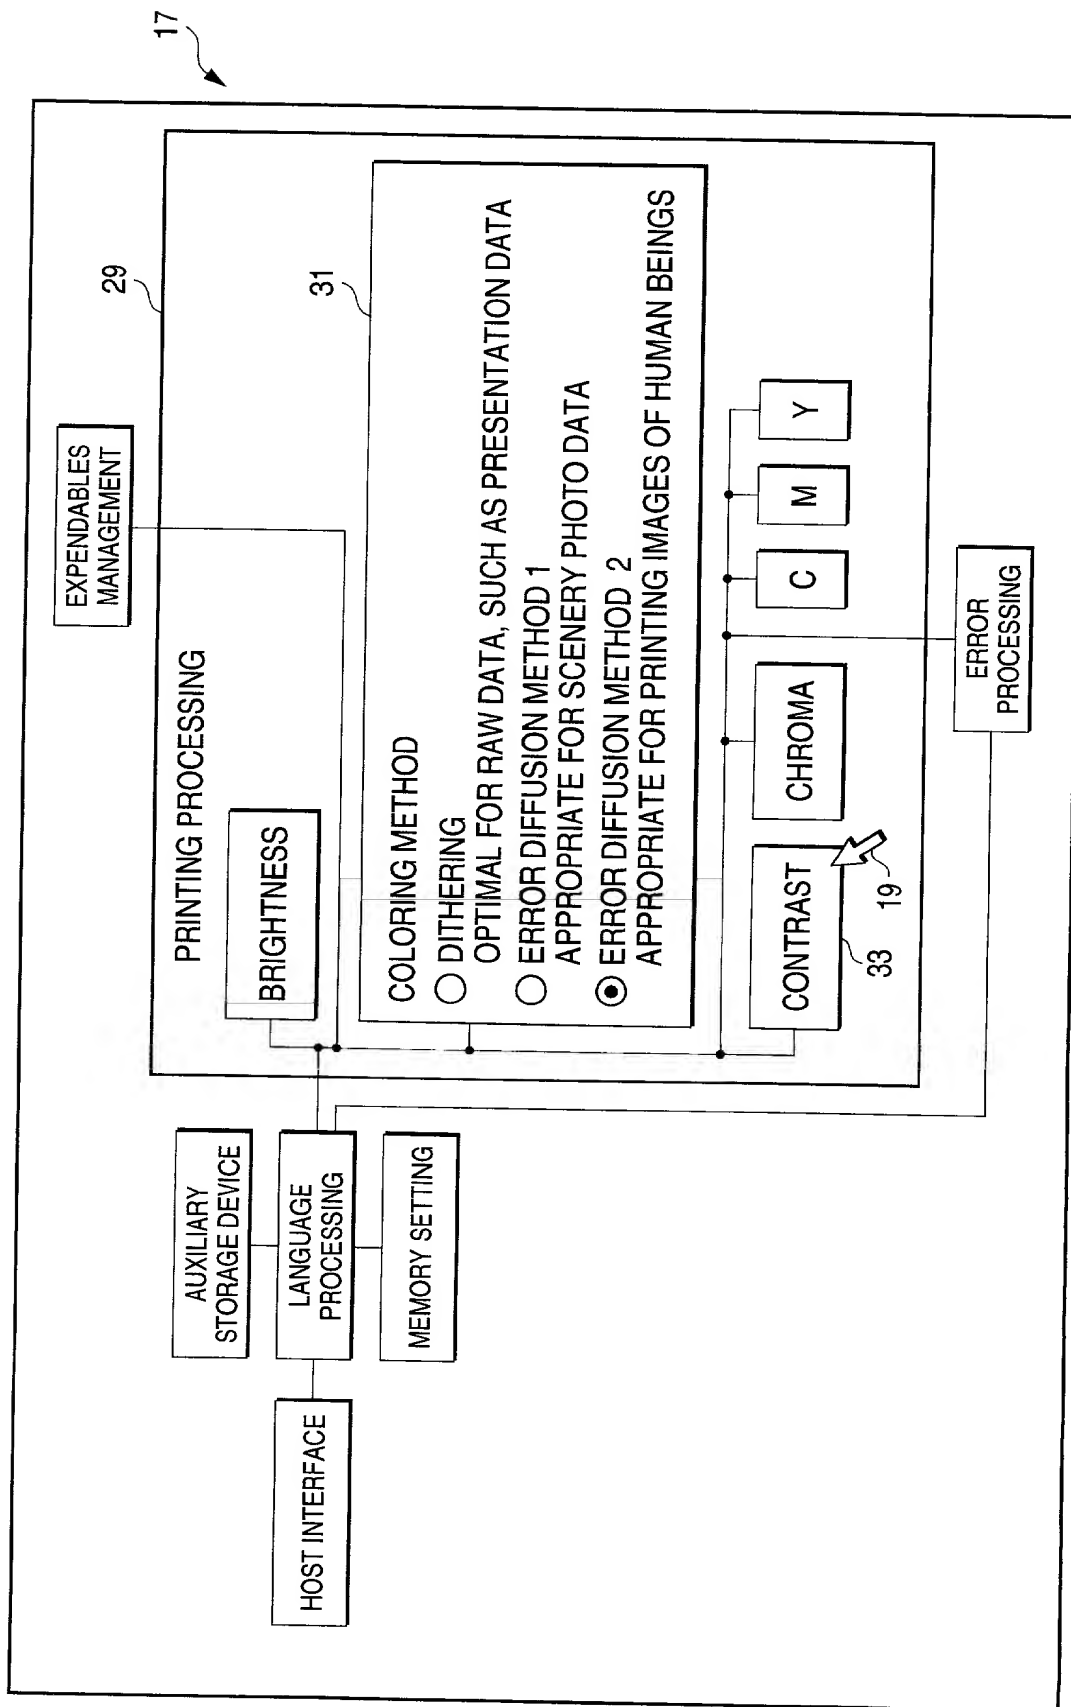 17
EXPENDABLES
MANAGEMENT
29
PRINTING PROCESSING
BRIGHTNESS
31
COLORING METHOD
DITHERING
OPTIMAL FOR RAW DATA, SUCH AS PRESENTATION DATA
ERROR DIFFUSION METHOD 1
APPROPRIATE FOR SCENERY PHOTO DATA
ERROR DIFFUSION METHOD 2
APPROPRIATE FOR PRINTING IMAGES OF HUMAN BEINGS
AUXILIARY
STORAGE DEVICE
HOST INTERFACE
LANGUAGE
PROCESSING
MEMORY SETTING
CONTRAST
CHROMA
C
M
Y
33
19
ERROR
PROCESSING